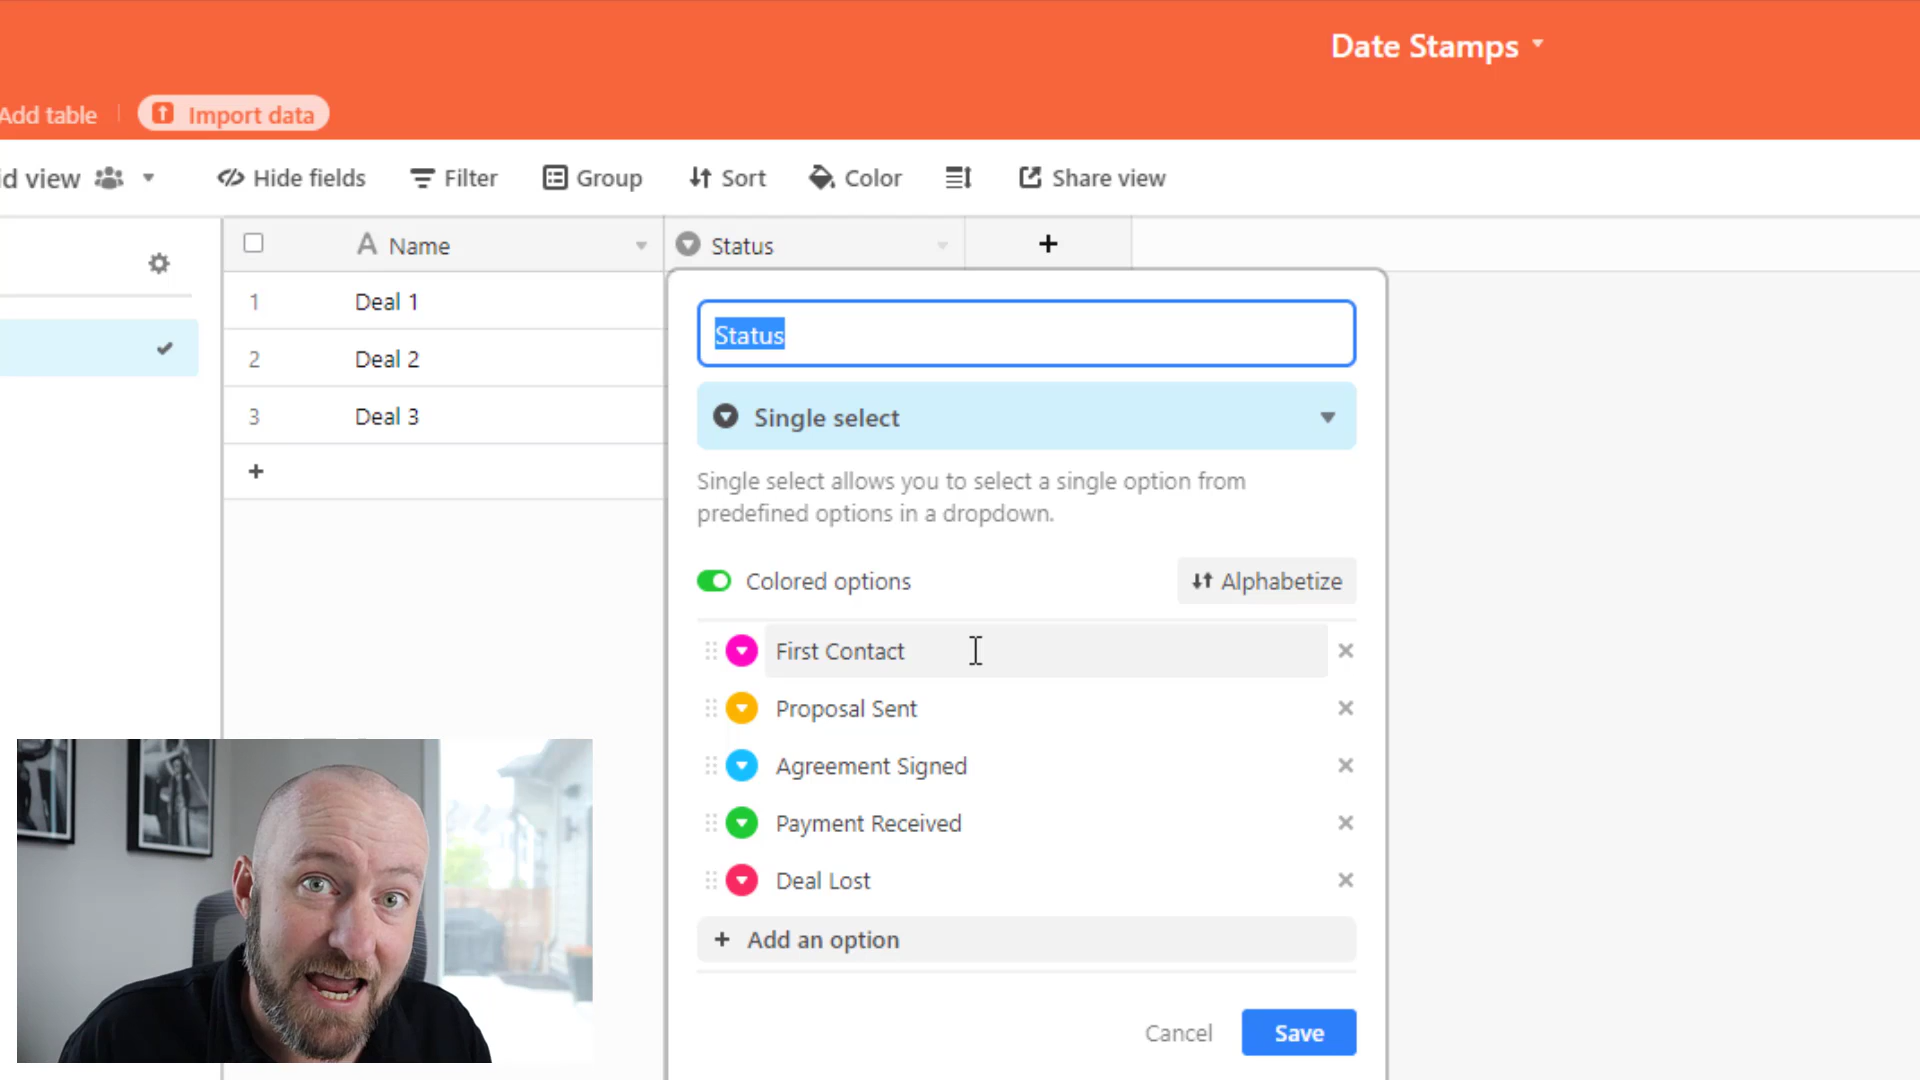 Date Stamps
Add table
Import data
id view
Hide fields
Filter
Group
Sort
Color
Share view
Name
Status
1 Deal 1
2 Deal 2
3 Deal 3
Status
Single select
Single select allows you to select a single option from
predefined options in a dropdown.
Colored options
Alphabetize
First Contact
Proposal Sent
Agreement Signed
Payment Received
Deal Lost
+ Add an option
Cancel
Save